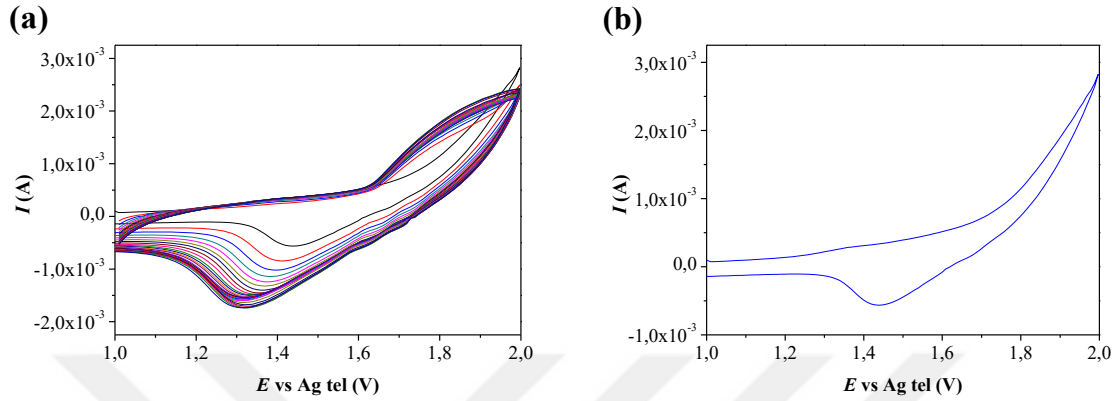 (a)
3,0x10⁻³
2,0x10⁻³
1,0x10⁻³
0,0
-1,0x10⁻³
-2,0x10⁻³
I (A)
1,0 1,2 1,4 1,6 1,8 2,0
E vs Ag tel (V)
(b)
3,0x10⁻³
2,0x10⁻³
1,0x10⁻³
0,0
-1,0x10⁻³
I (A)
1,0 1,2 1,4 1,6 1,8 2,0
E vs Ag tel (V)